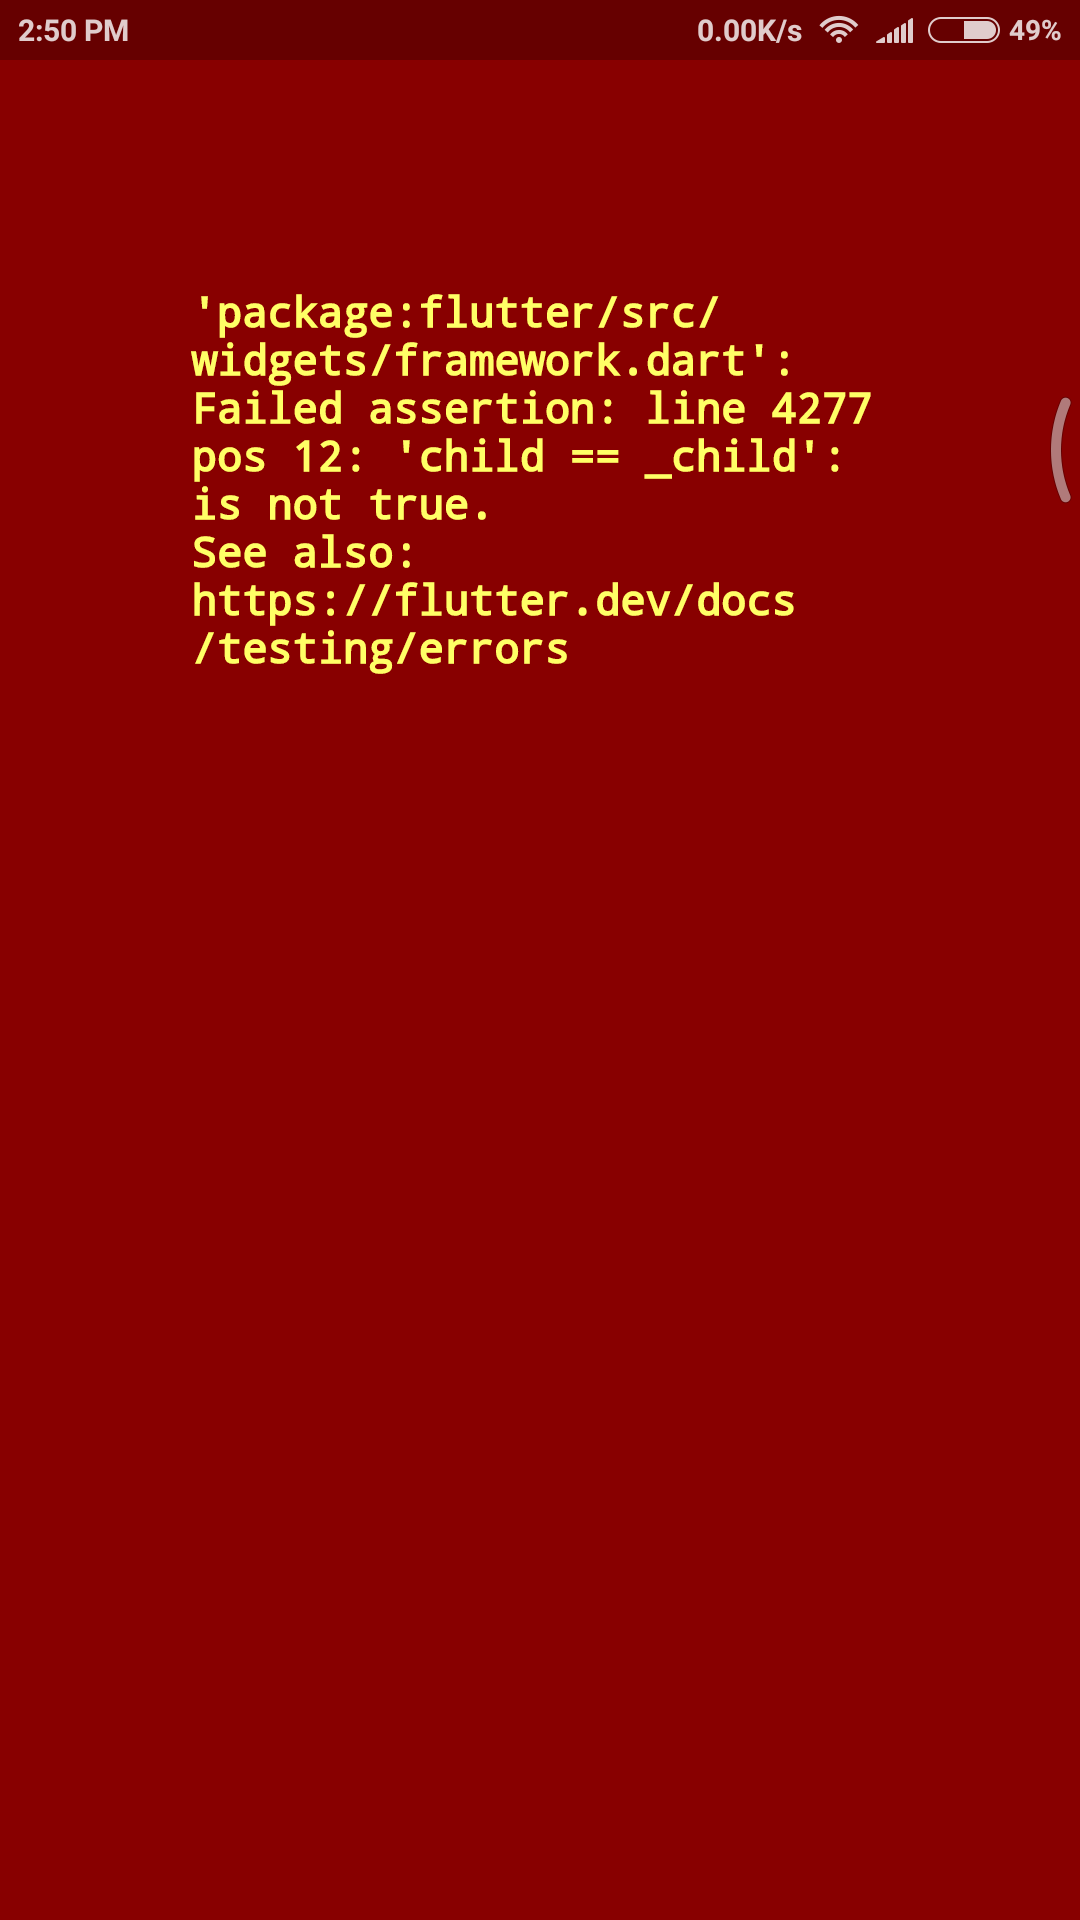 2:50 PM 0.00K/s 49%
'package:flutter/src/
widgets/framework.dart':
Failed assertion: line 4277
pos 12: 'child == _child':
is not true.
See also:
https://flutter.dev/docs
/testing/errors